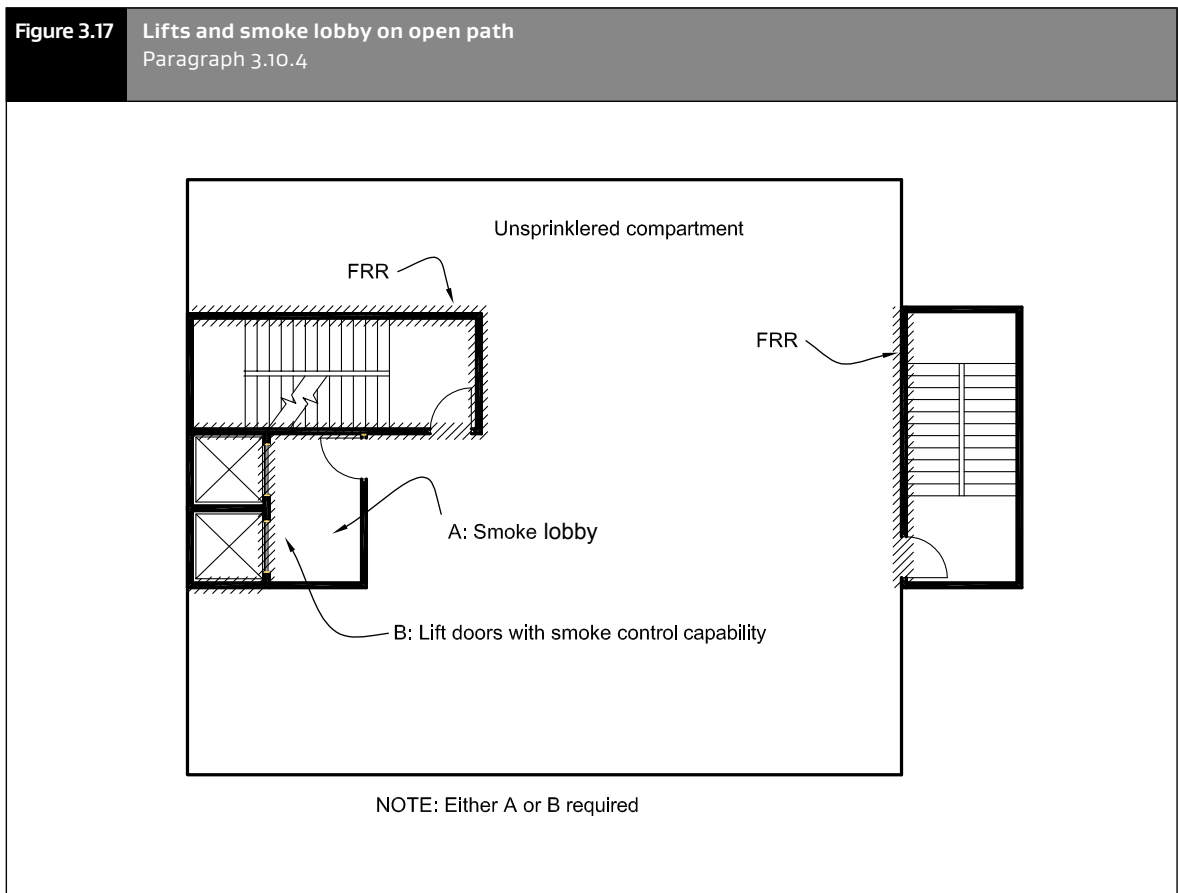 Figure 3.17
Lifts and smoke lobby on open path
Paragraph 3.10.4
Unsprinklered compartment
FRR
FRR
A: Smoke lobby
B: Lift doors with smoke control capability
NOTE: Either A or B required